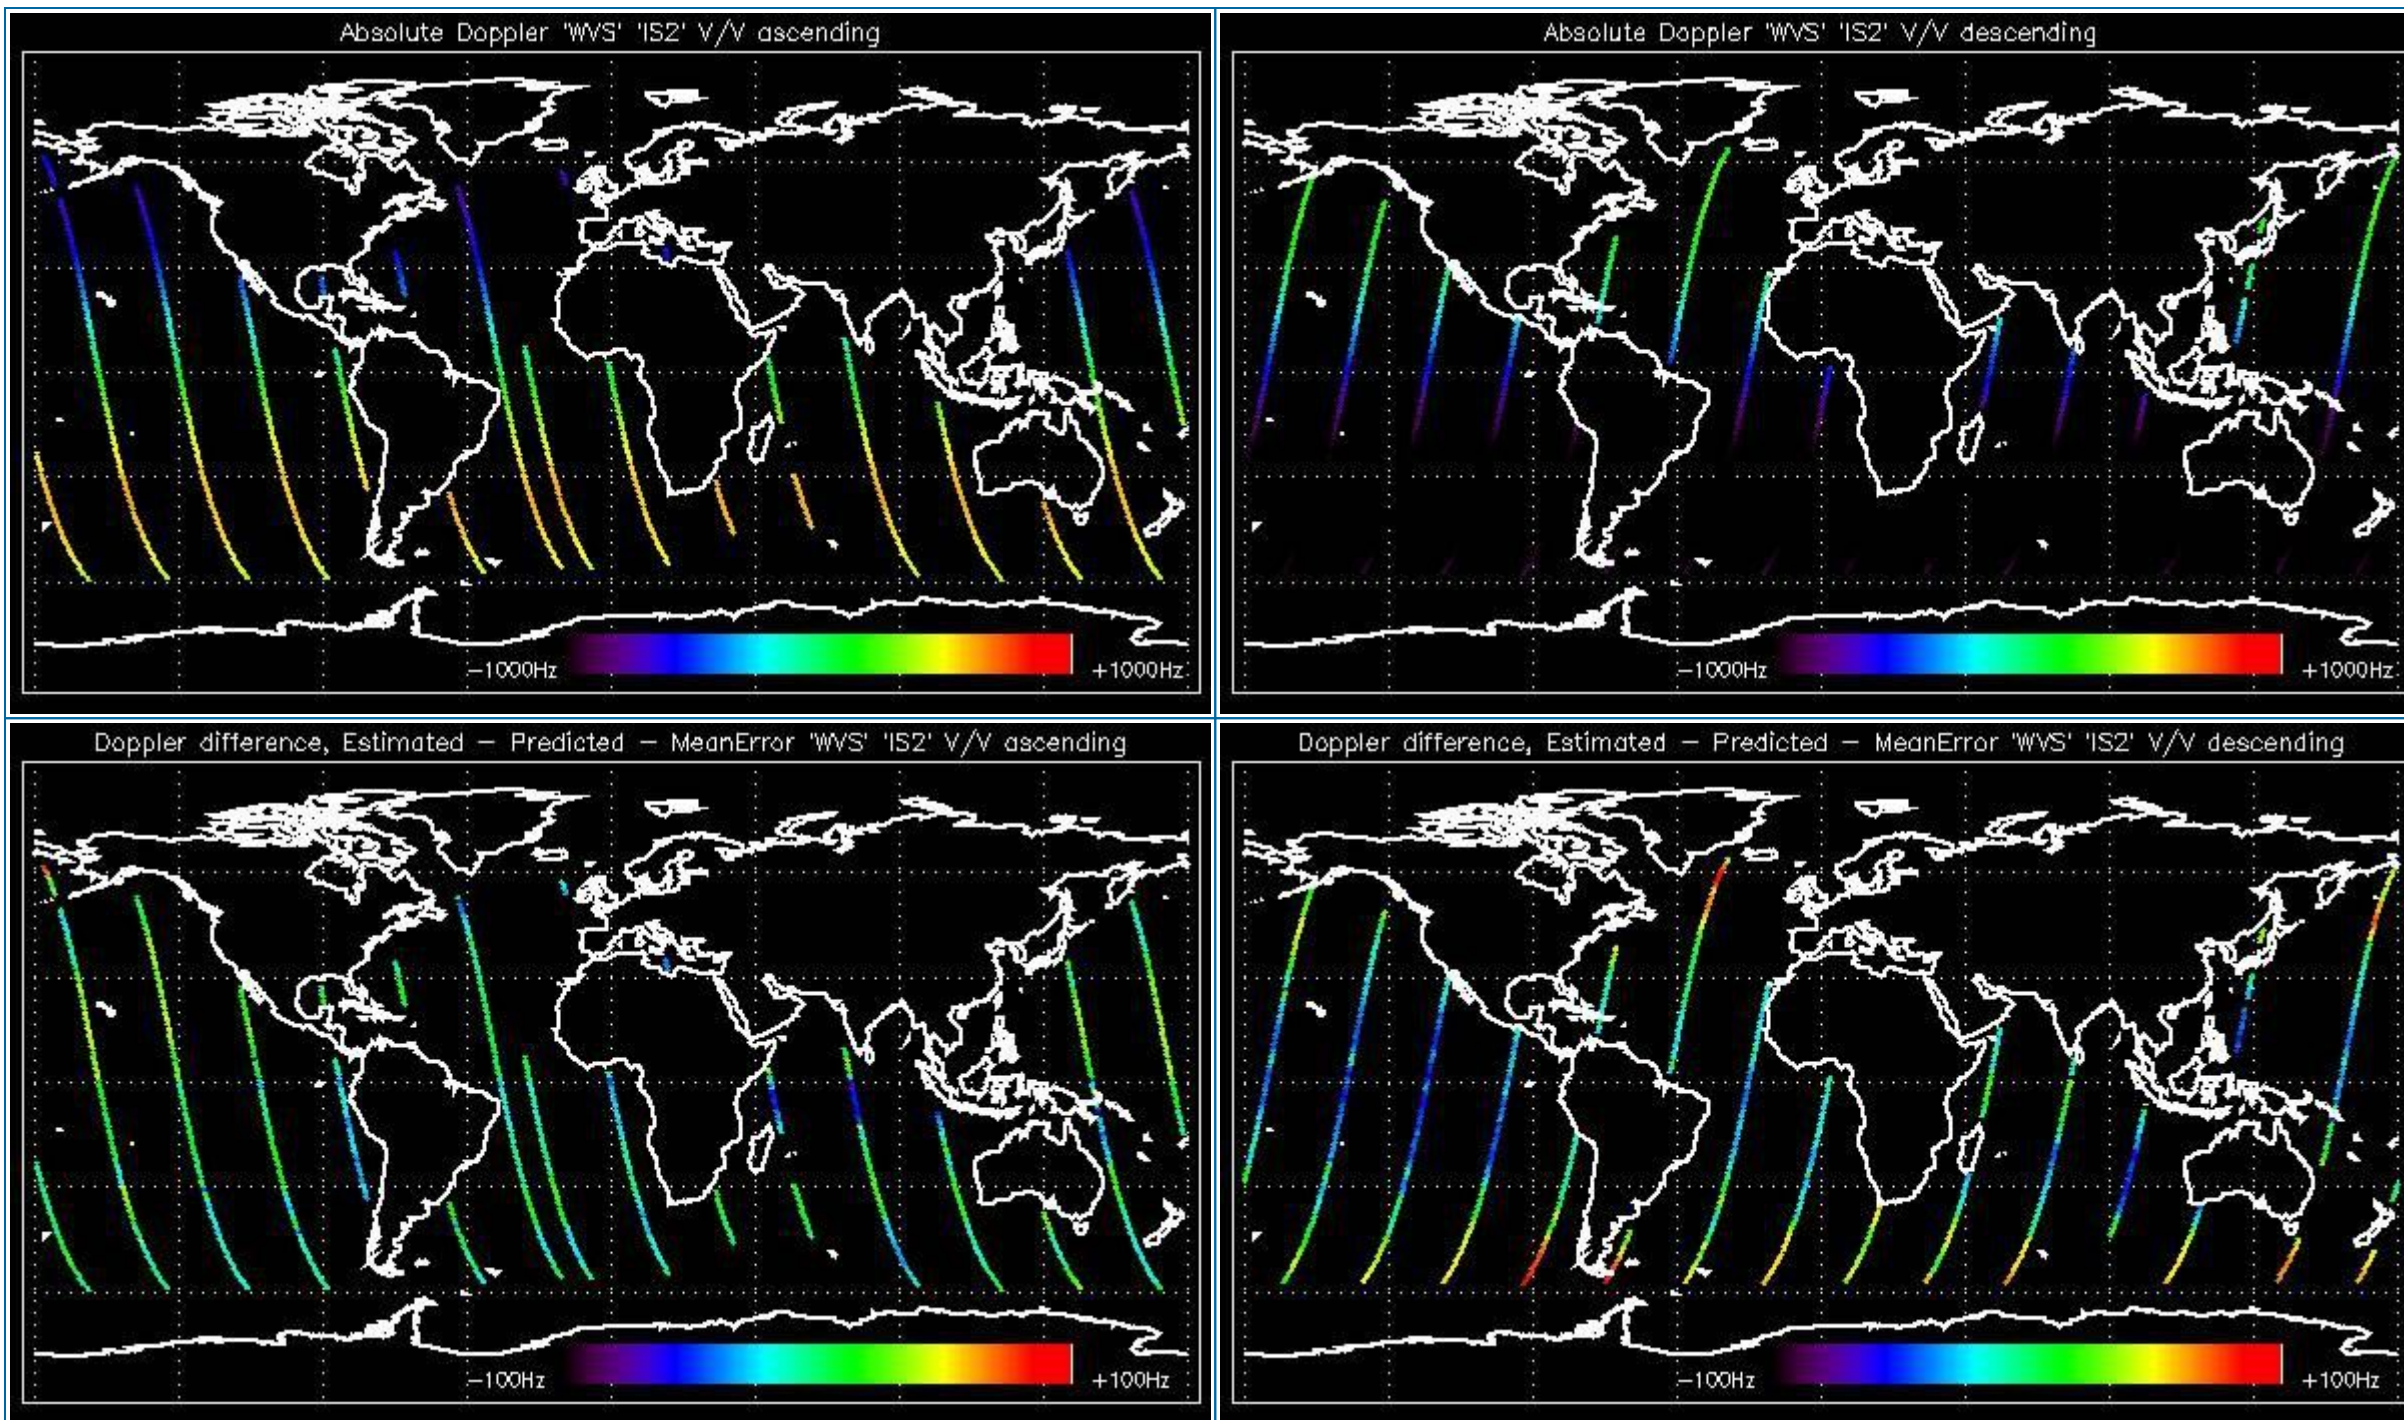 Absolute Doppler 'WVS' 'IS2' V/V ascending
-1000Hz
+1000Hz
Absolute Doppler 'WVS' 'IS2' V/V descending
-1000Hz
+1000Hz
Doppler difference, Estimated - Predicted - MeanError 'WVS' 'IS2' V/V ascending
-100Hz
+100Hz
Doppler difference, Estimated - Predicted - MeanError 'WVS' 'IS2' V/V descending
-100Hz
+100Hz